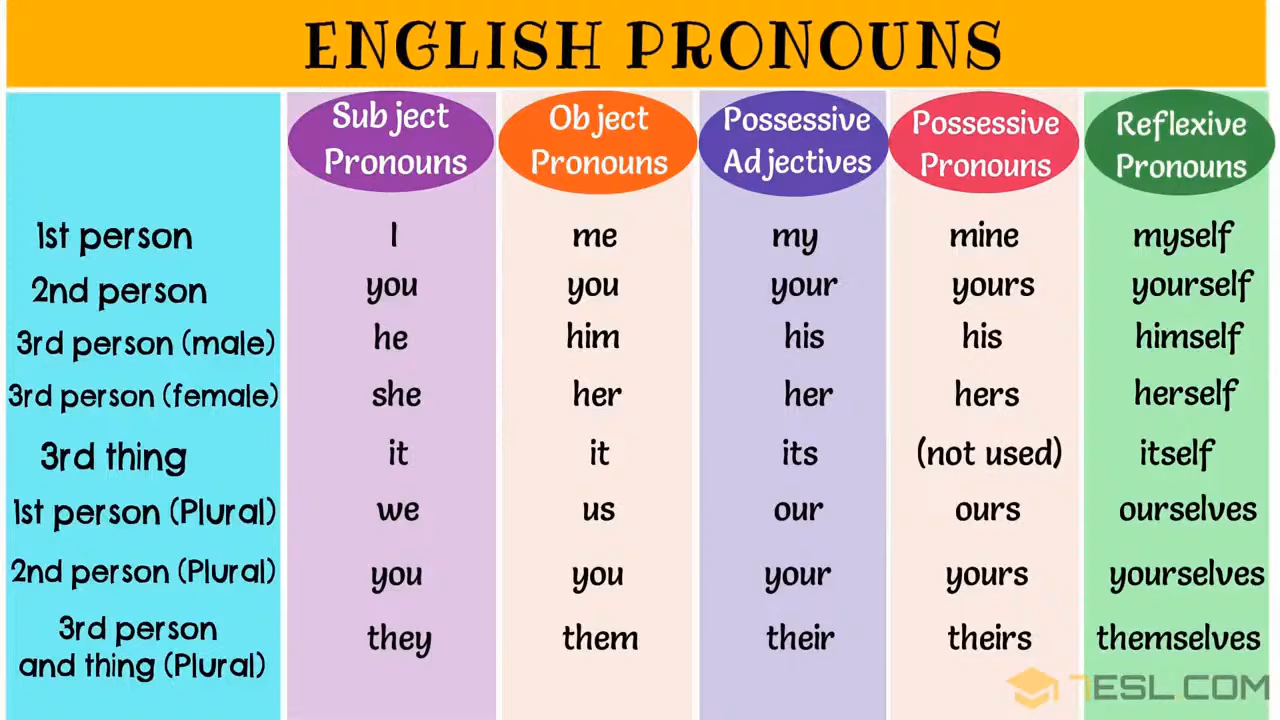 ENGLISH PRONOUNS
Subject Pronouns
Object Pronouns
Possessive Adjectives
Possessive Pronouns
Reflexive Pronouns
1st person I me my mine myself
2nd person you you your yours yourself
3rd person (male) he him his his himself
3rd person (female) she her her hers herself
3rd thing it it its (not used) itself
1st person (Plural) we us our ours ourselves
2nd person (Plural) you you your yours yourselves
3rd person
and thing (Plural) they them their theirs themselves
7ESL.COM